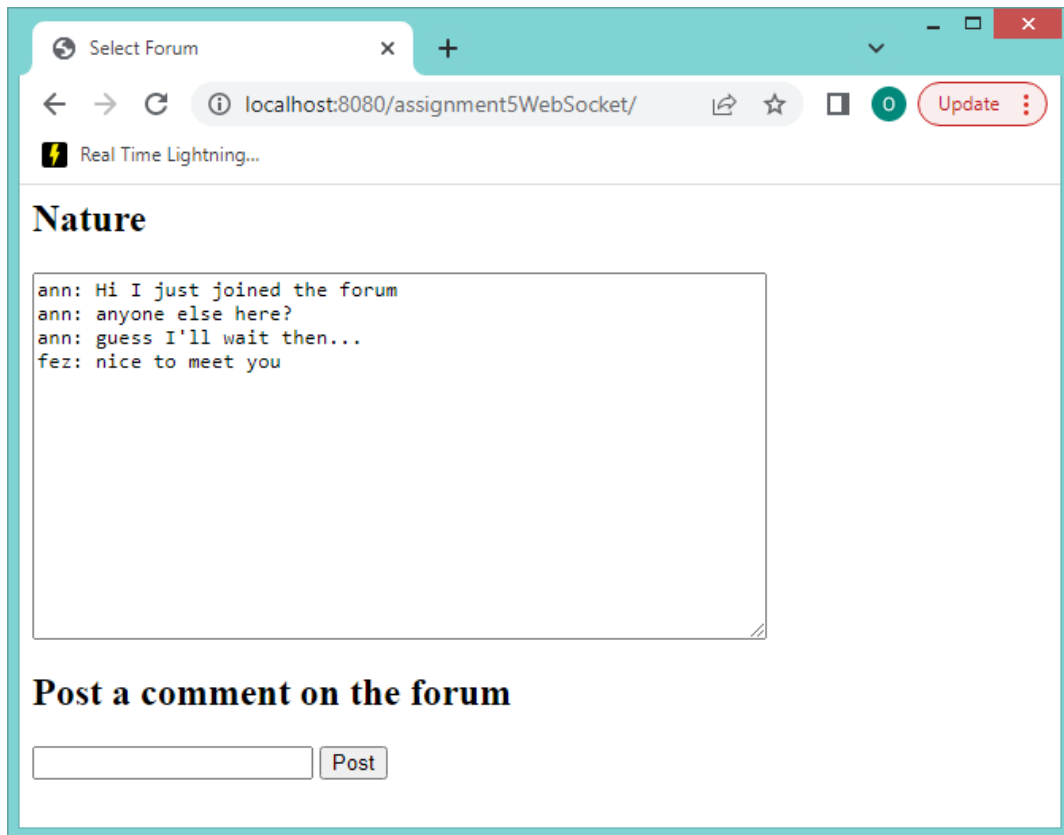 Select Forum
localhost:8080/assignment5WebSocket/
O
Update
Real Time Lightning...
Nature
ann: Hi I just joined the forum
ann: anyone else here?
ann: guess I'll wait then...
fez: nice to meet you
Post a comment on the forum
Post